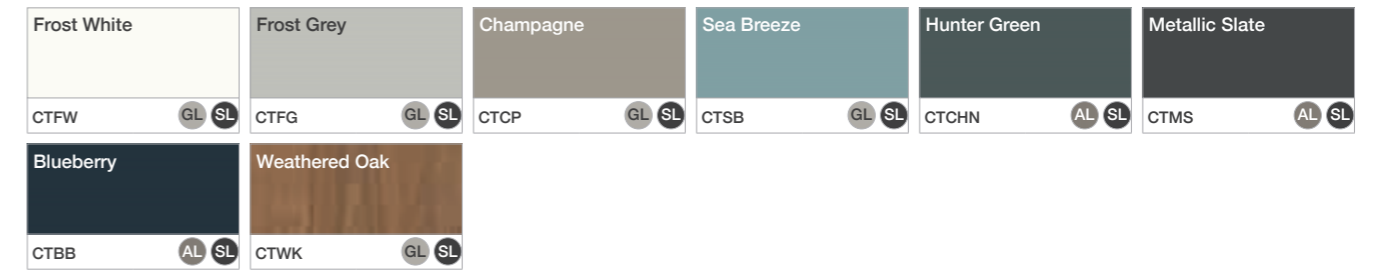 Frost White
CTFW GL SL
Frost Grey
CTFG GL SL
Champagne
CTCP GL SL
Sea Breeze
CTSB GL SL
Hunter Green
CTCHN AL SL
Metallic Slate
CTMS AL SL
Blueberry
CTBB AL SL
Weathered Oak
CTWK GL SL